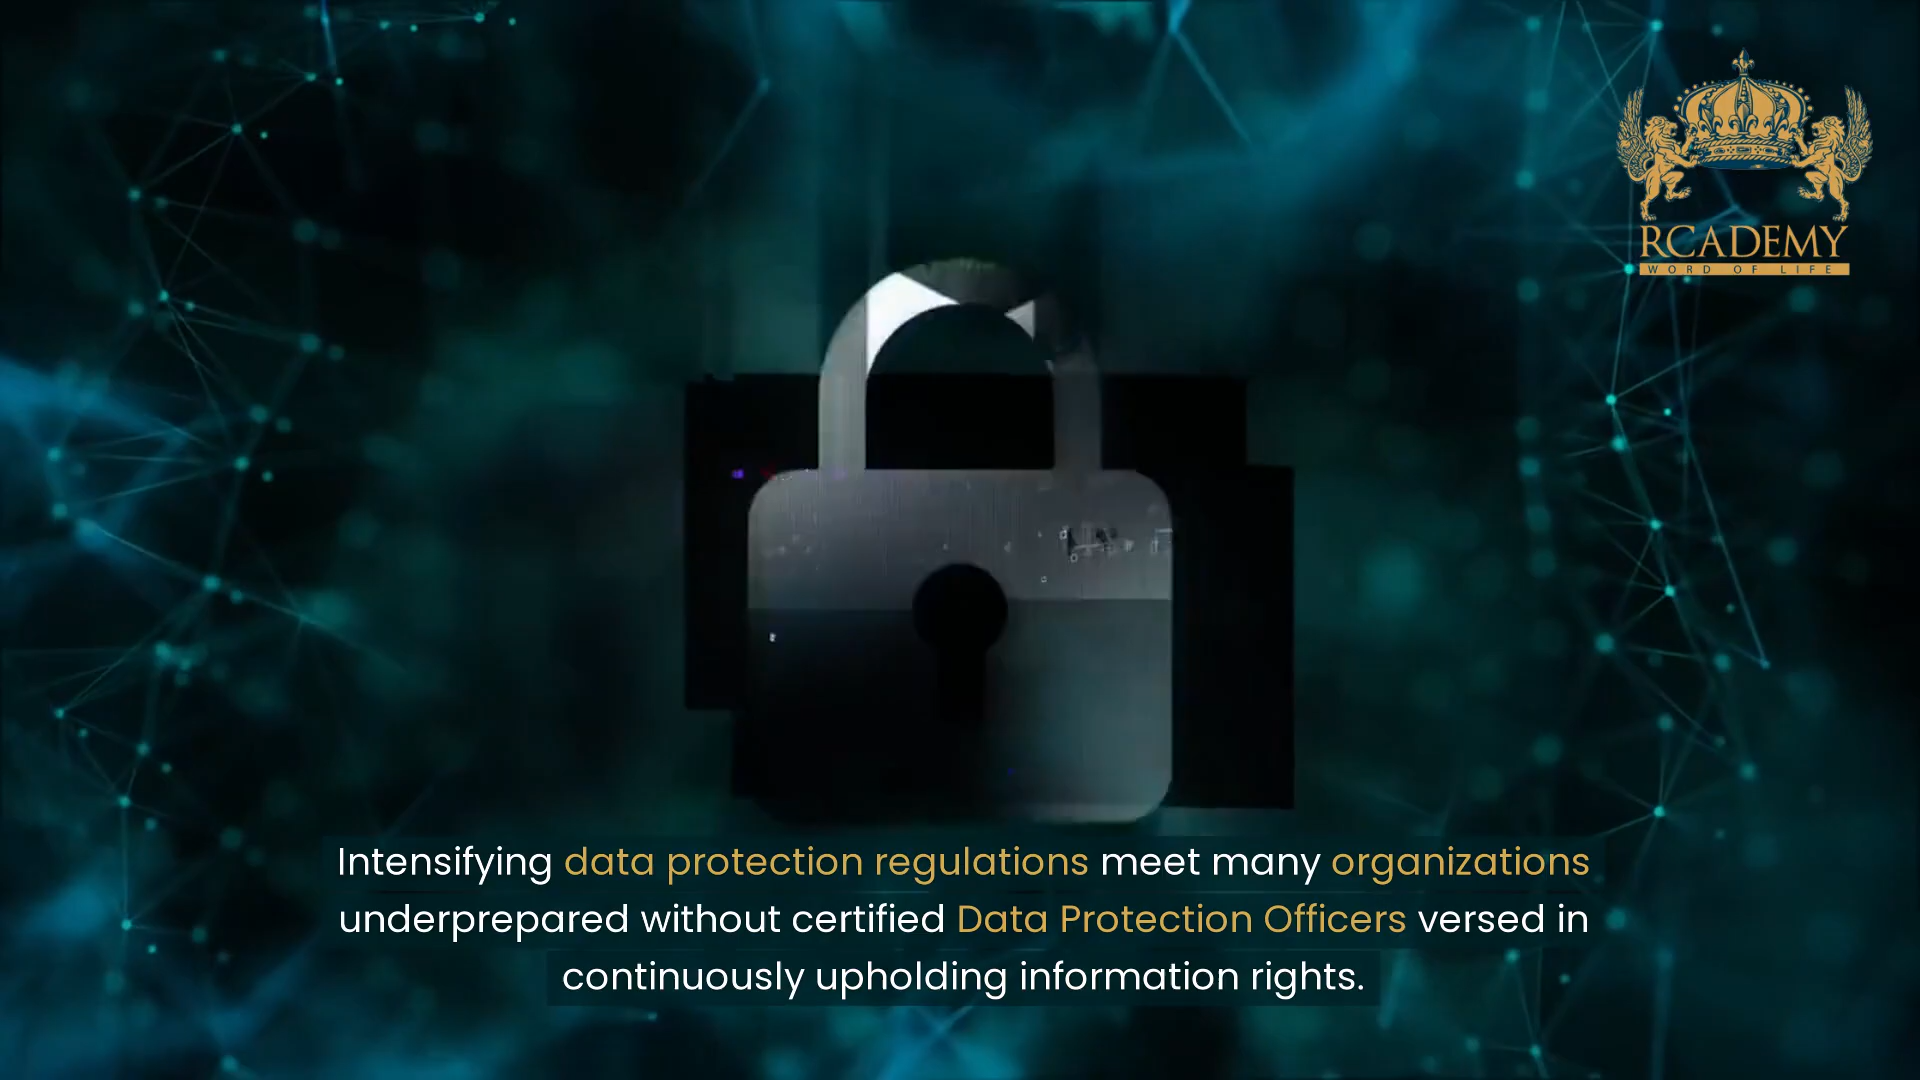 RCADEMY
WORD OF LIFE
Intensifying data protection regulations meet many organizations
underprepared without certified Data Protection Officers versed in
continuously upholding information rights.